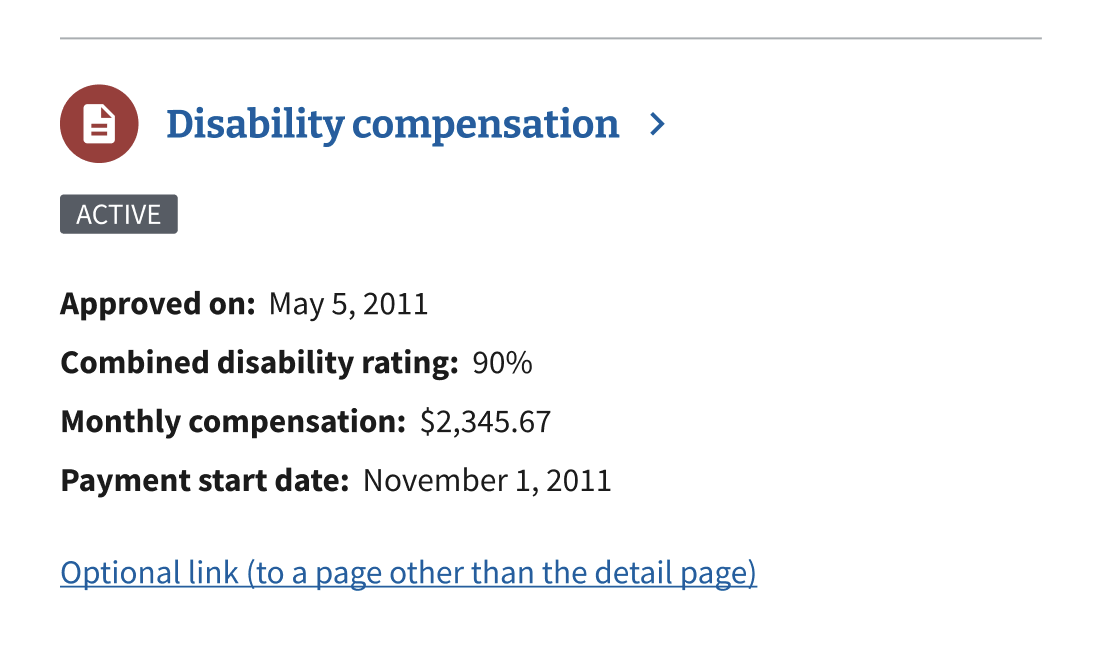 Disability compensation
ACTIVE
Approved on: May 5, 2011
Combined disability rating: 90%
Monthly compensation: $2,345.67
Payment start date: November 1, 2011
Optional link (to a page other than the detail page)